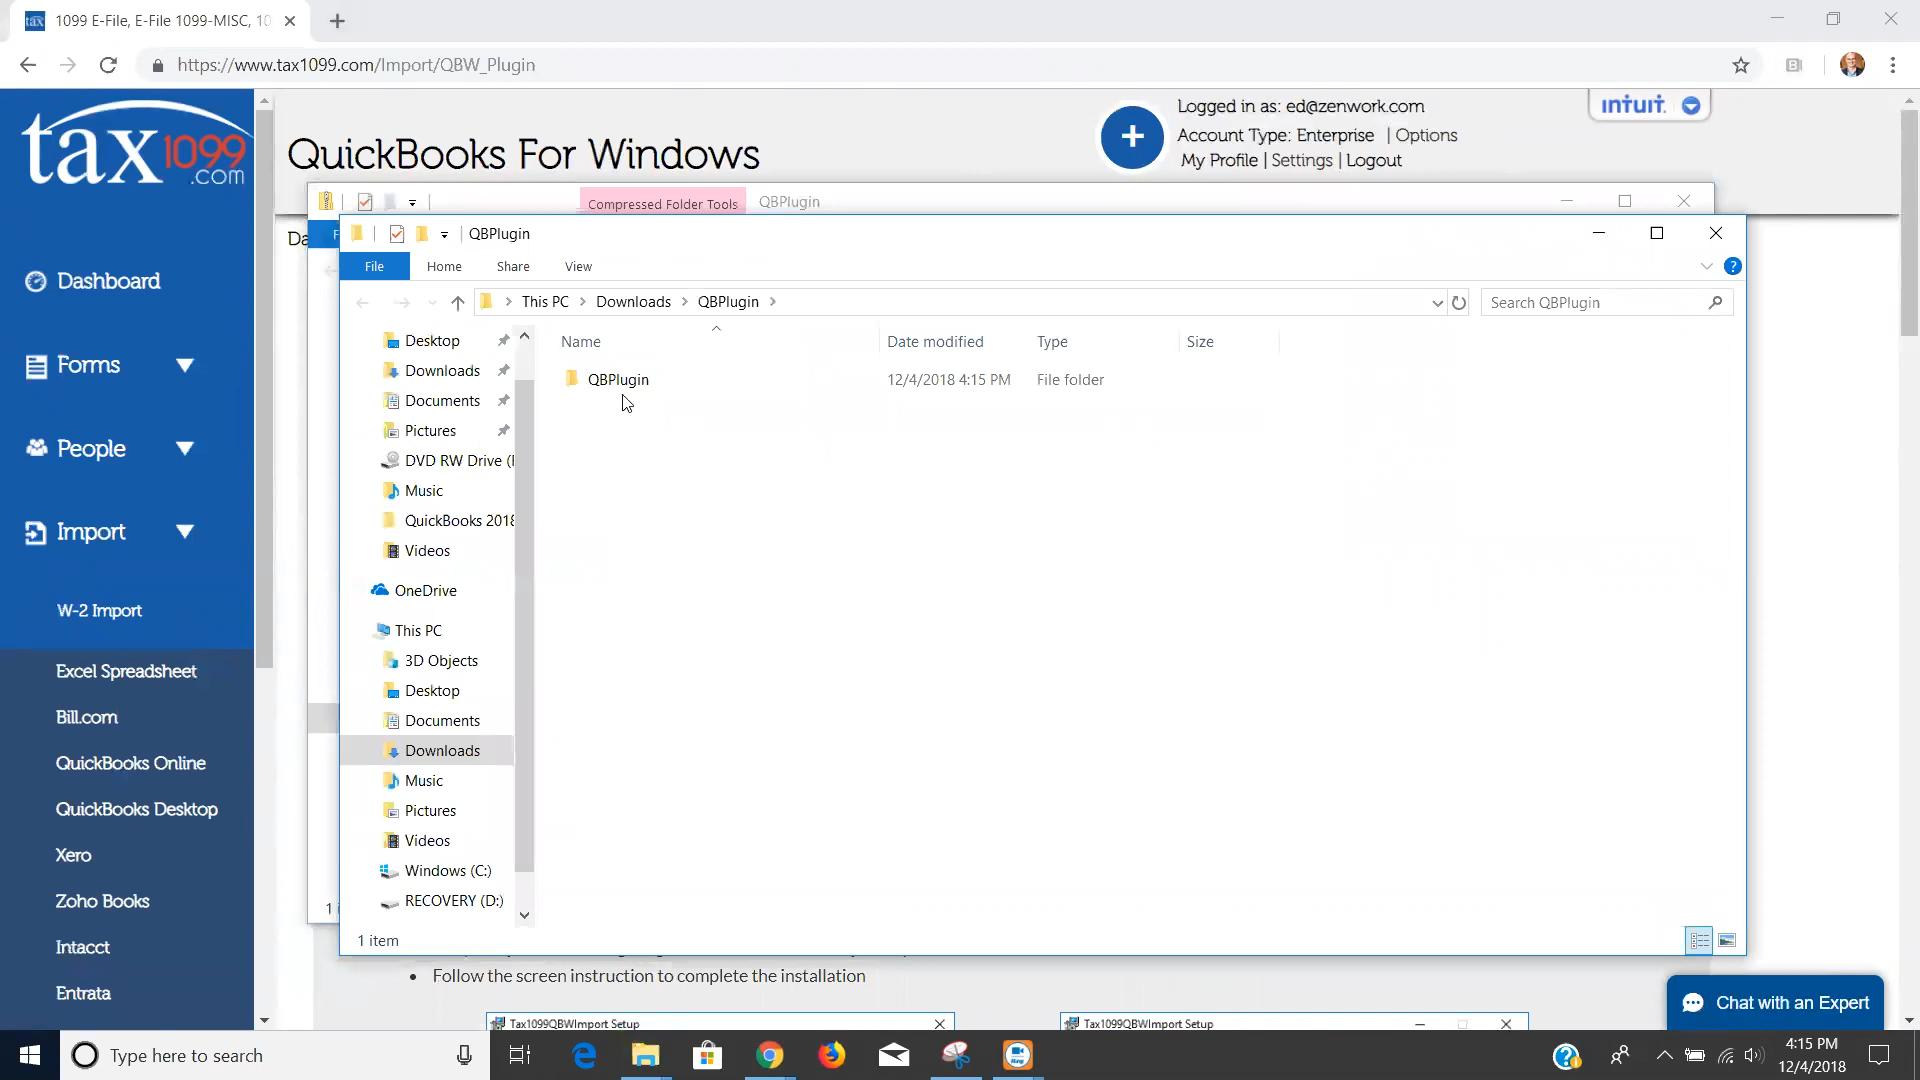 1099 E-File, E-File 1099-MISC, 10
https://www.tax1099.com/Import/QBW_Plugin
tax1099.com
QuickBooks For Windows
Logged in as: ed@zenwork.com
Account Type: Enterprise | Options
My Profile | Settings | Logout
intuit.
Da
Compressed Folder Tools
QBPlugin
F
QBPlugin
File
Home
Share
View
This PC
Downloads
QBPlugin
Search QBPlugin
Name
Date modified
Type
Size
QBPlugin
12/4/2018 4:15 PM
File folder
Desktop
Downloads
Documents
Pictures
DVD RW Drive (
Music
QuickBooks 2018
Videos
OneDrive
This PC
3D Objects
Desktop
Documents
Downloads
Music
Pictures
Videos
Windows (C:)
RECOVERY (D:)
1 item
1 i
Dashboard
Forms
People
Import
W-2 Import
Excel Spreadsheet
Bill.com
QuickBooks Online
QuickBooks Desktop
Xero
Zoho Books
Intacct
Entrata
• Follow the screen instruction to complete the installation
Tax1099QBWImport Setup
Tax1099QBWImport Setup
Chat with an Expert
Type here to search
4:15 PM
12/4/2018